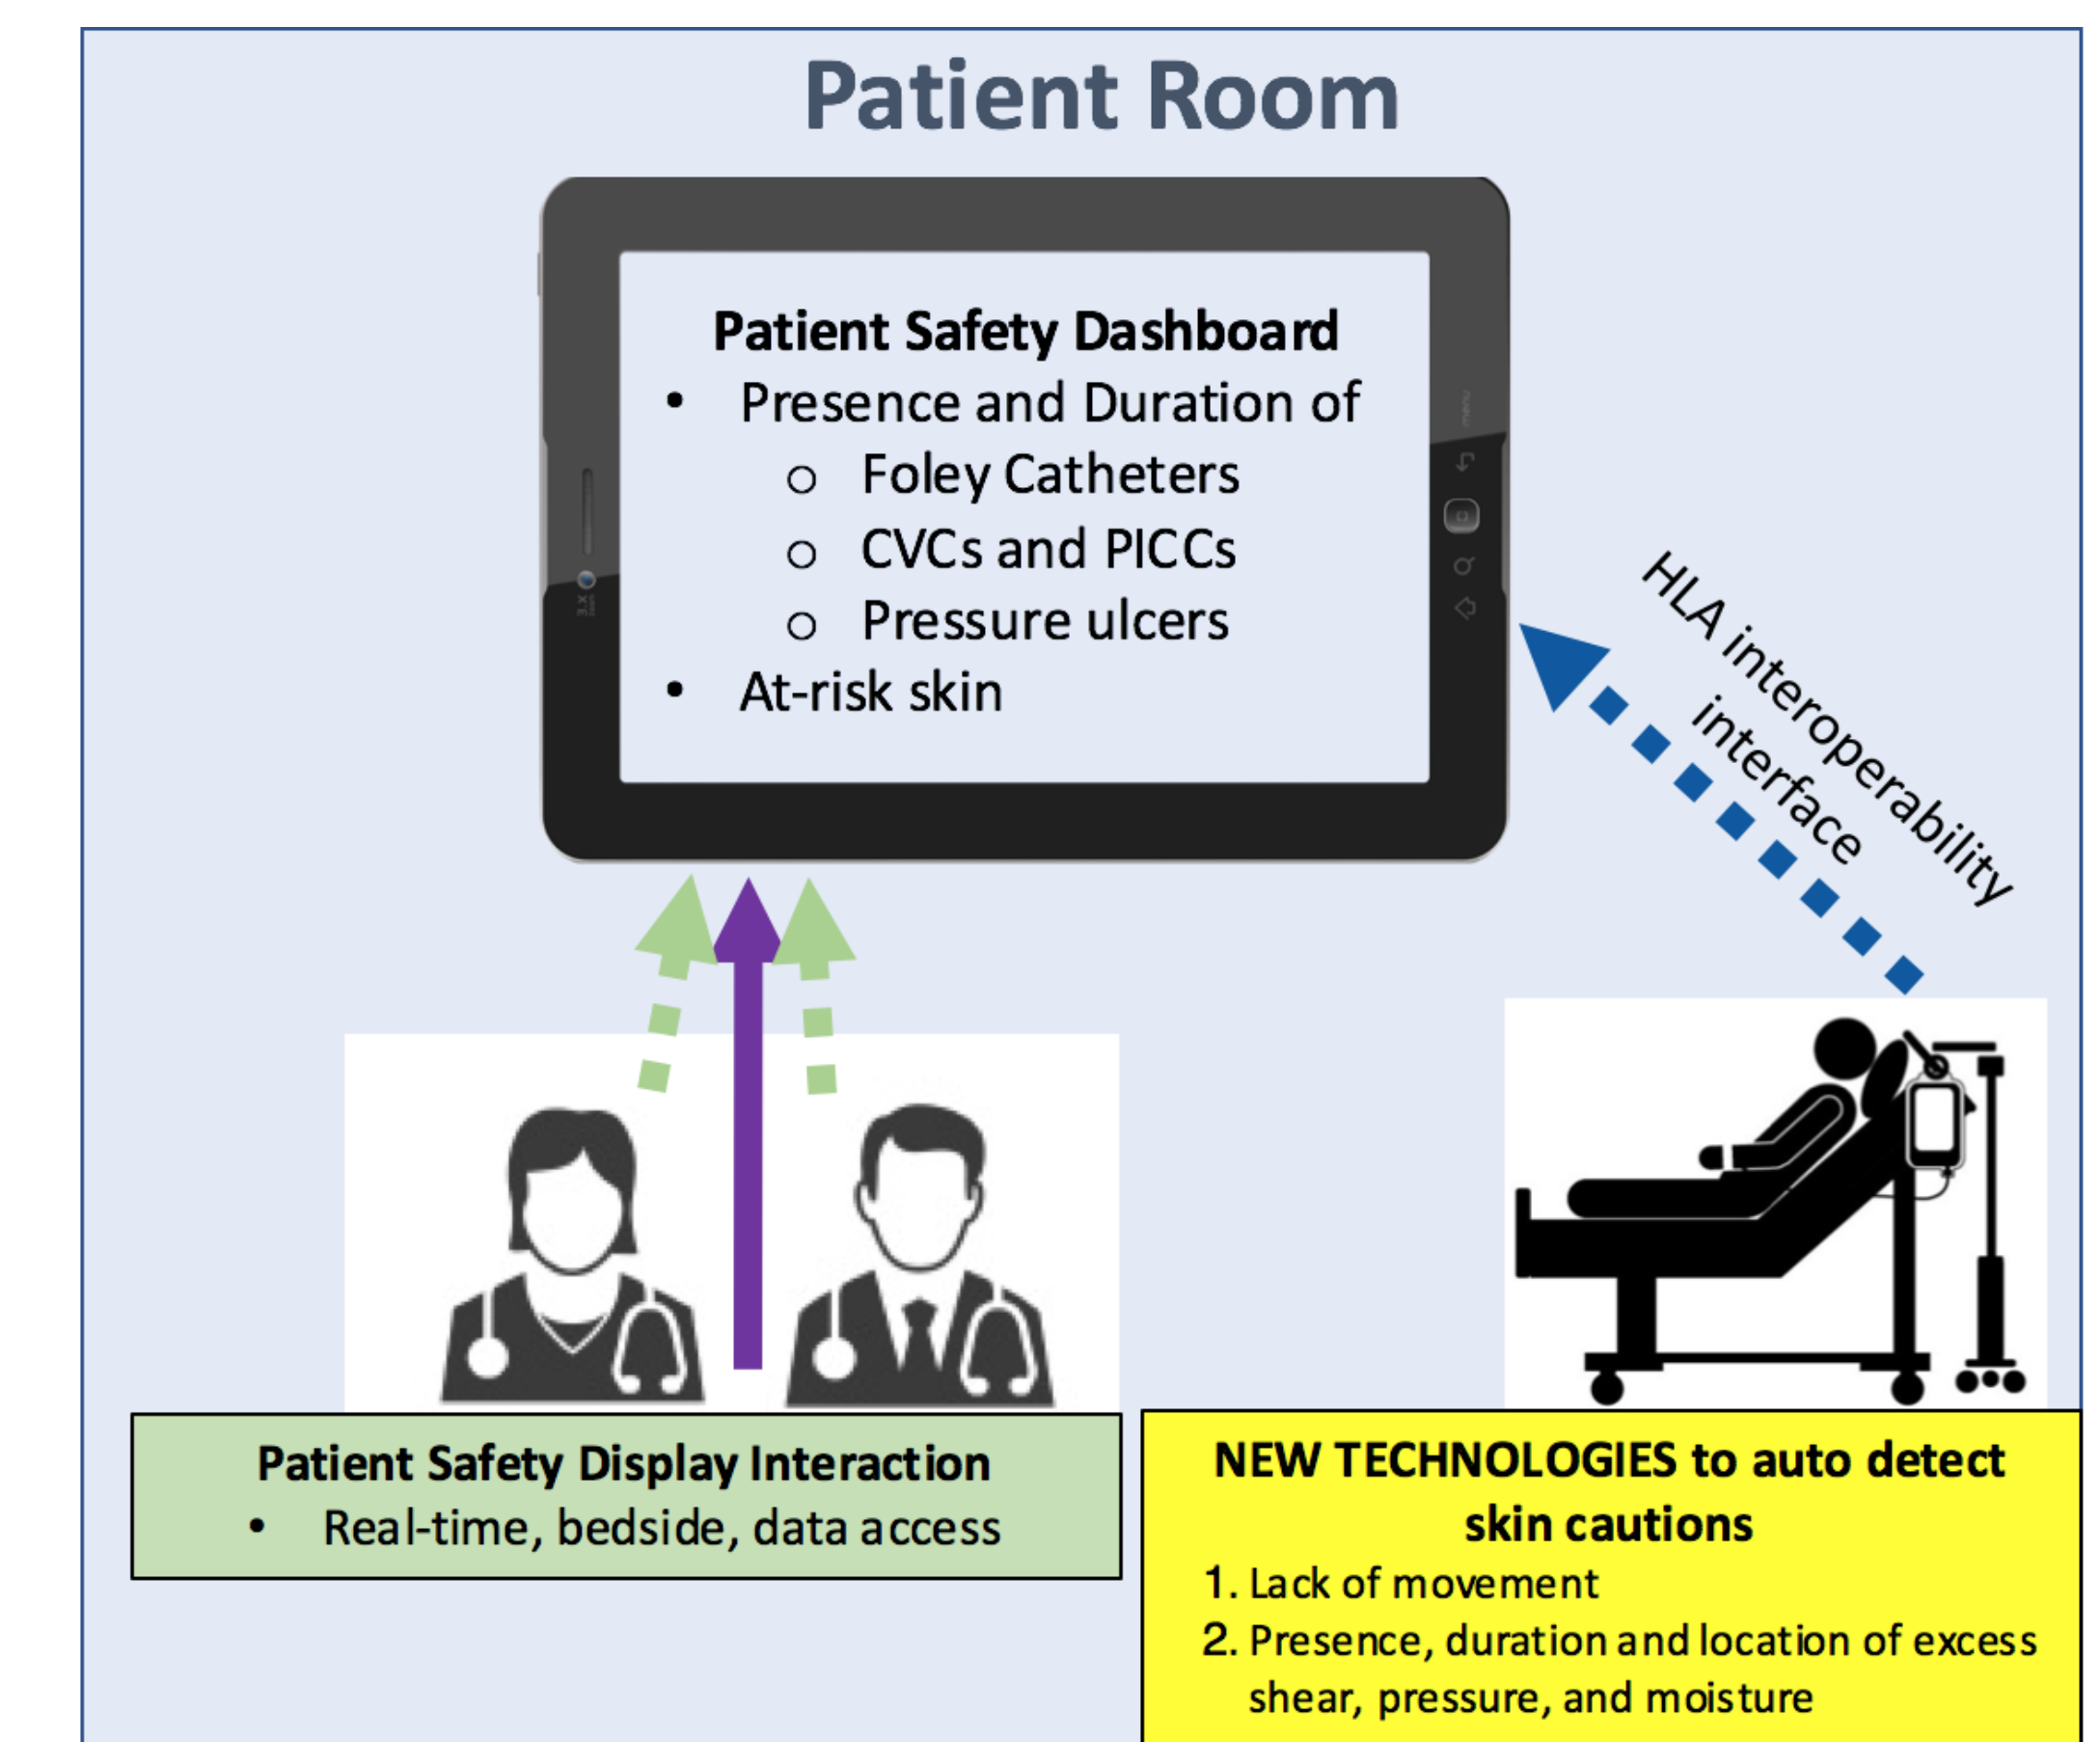 Patient Room
Patient Safety Dashboard
• Presence and Duration of
o Foley Catheters
o CVCs and PICCs
o Pressure ulcers
• At-risk skin
menu
3.X
HLA interoperability
interface
Patient Safety Display Interaction
• Real-time, bedside, data access
NEW TECHNOLOGIES to auto detect
skin cautions
1. Lack of movement
2. Presence, duration and location of excess
shear, pressure, and moisture